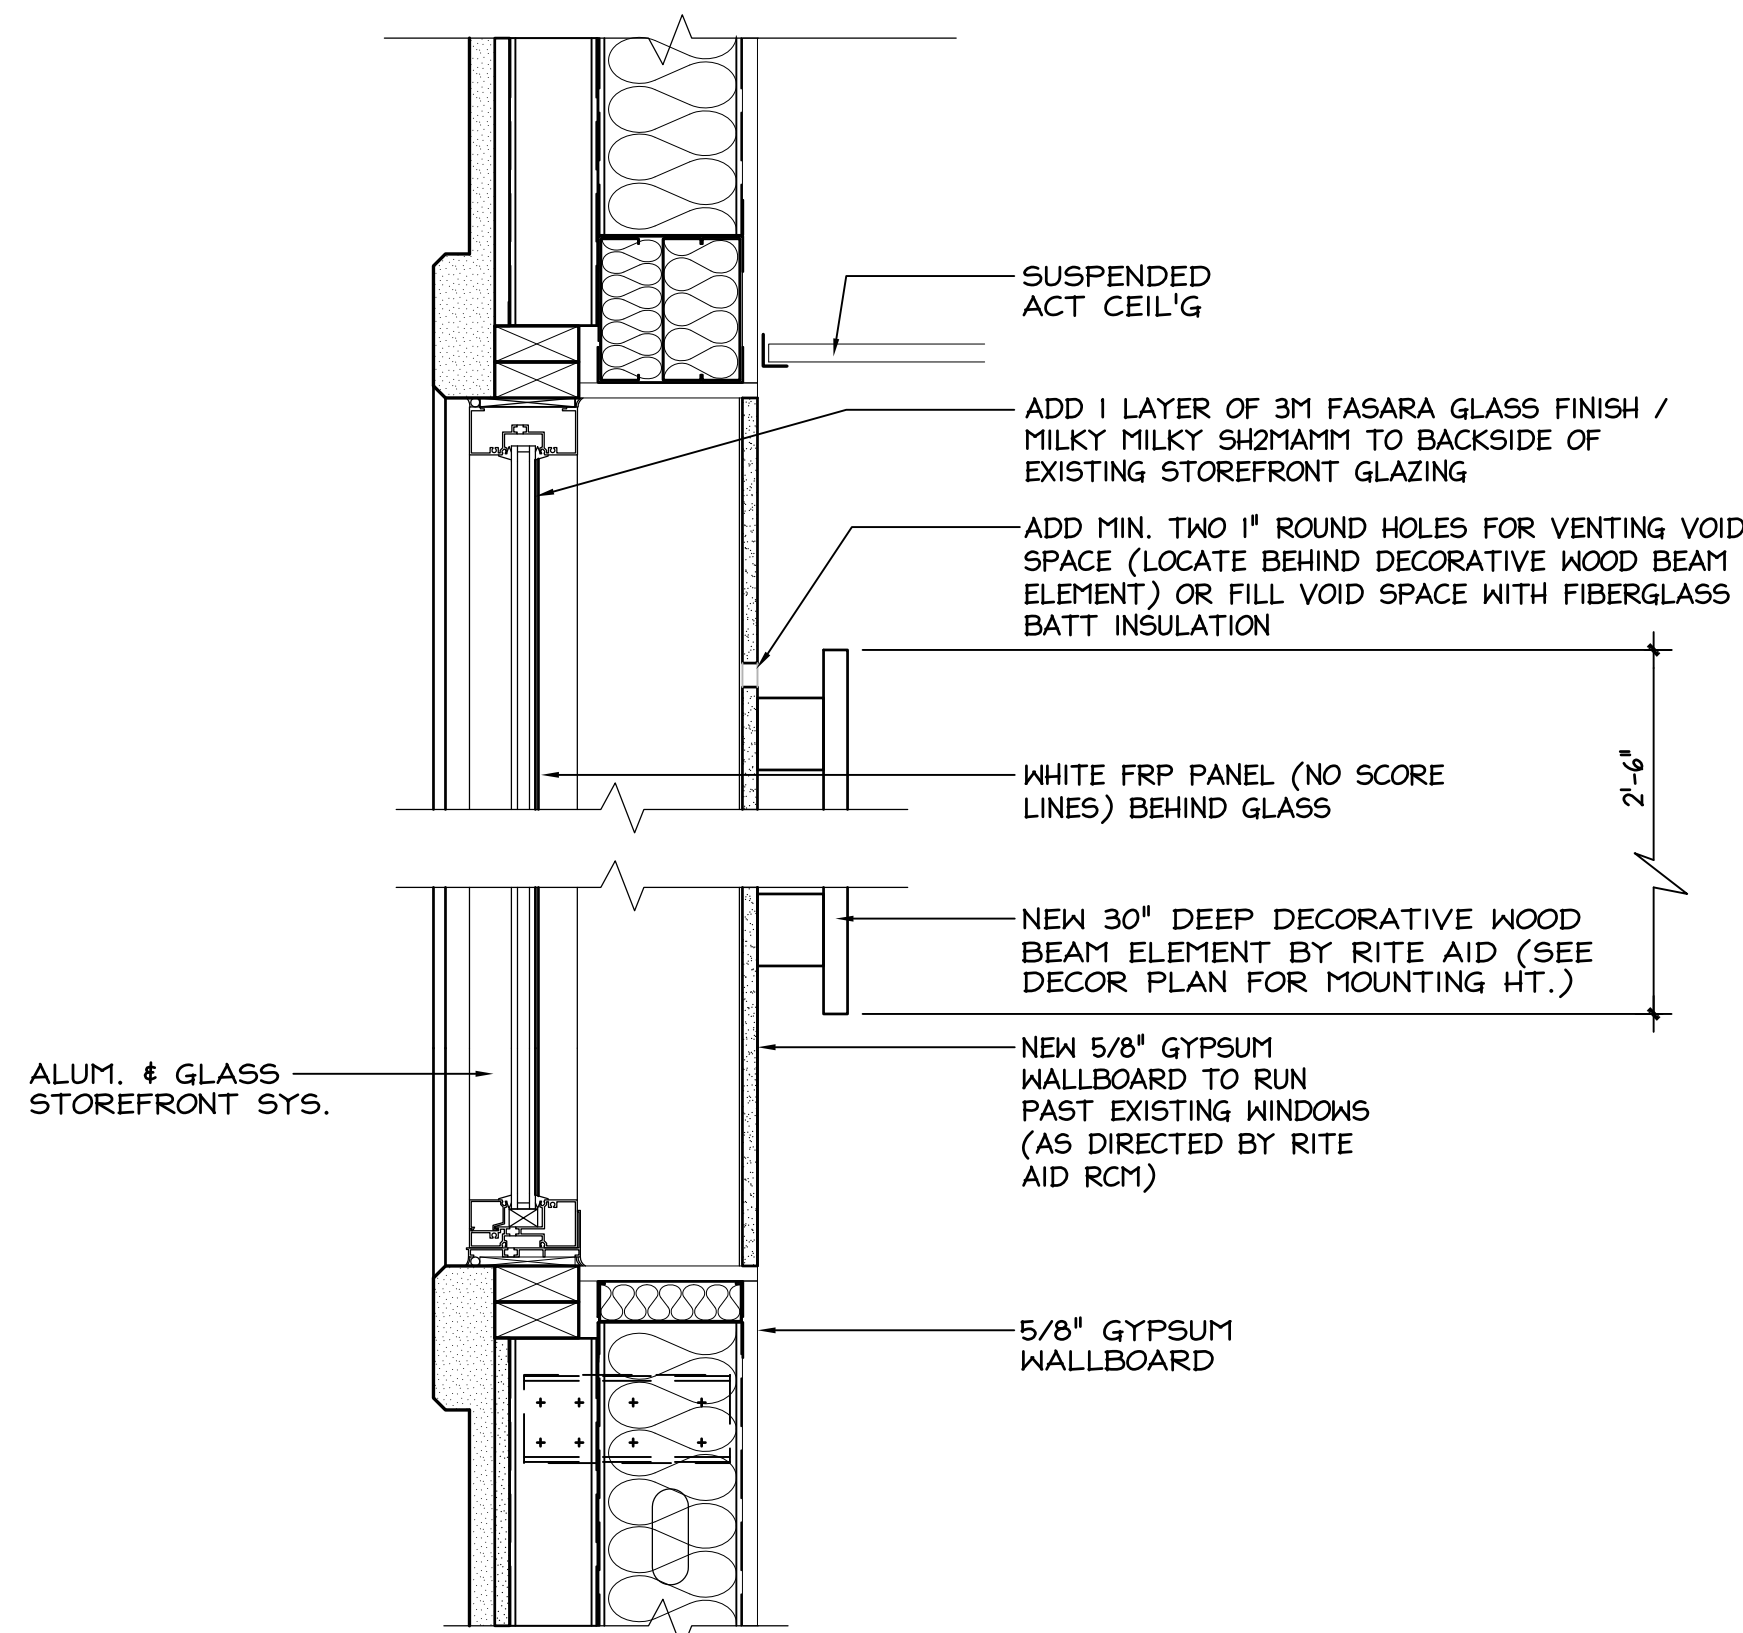 SUSPENDED
ACT CEIL'G
ADD 1 LAYER OF 3M FASARA GLASS FINISH /
MILKY MILKY SH2MAMM TO BACKSIDE OF
EXISTING STOREFRONT GLAZING
ADD MIN. TWO 1" ROUND HOLES FOR VENTING VOID
SPACE (LOCATE BEHIND DECORATIVE WOOD BEAM
ELEMENT) OR FILL VOID SPACE WITH FIBERGLASS
BATT INSULATION
WHITE FRP PANEL (NO SCORE
LINES) BEHIND GLASS
2'-6"
NEW 30" DEEP DECORATIVE WOOD
BEAM ELEMENT BY RITE AID (SEE
DECOR PLAN FOR MOUNTING HT.)
NEW 5/8" GYPSUM
WALLBOARD TO RUN
PAST EXISTING WINDOWS
(AS DIRECTED BY RITE
AID RCM)
ALUM. & GLASS
STOREFRONT SYS.
5/8" GYPSUM
WALLBOARD